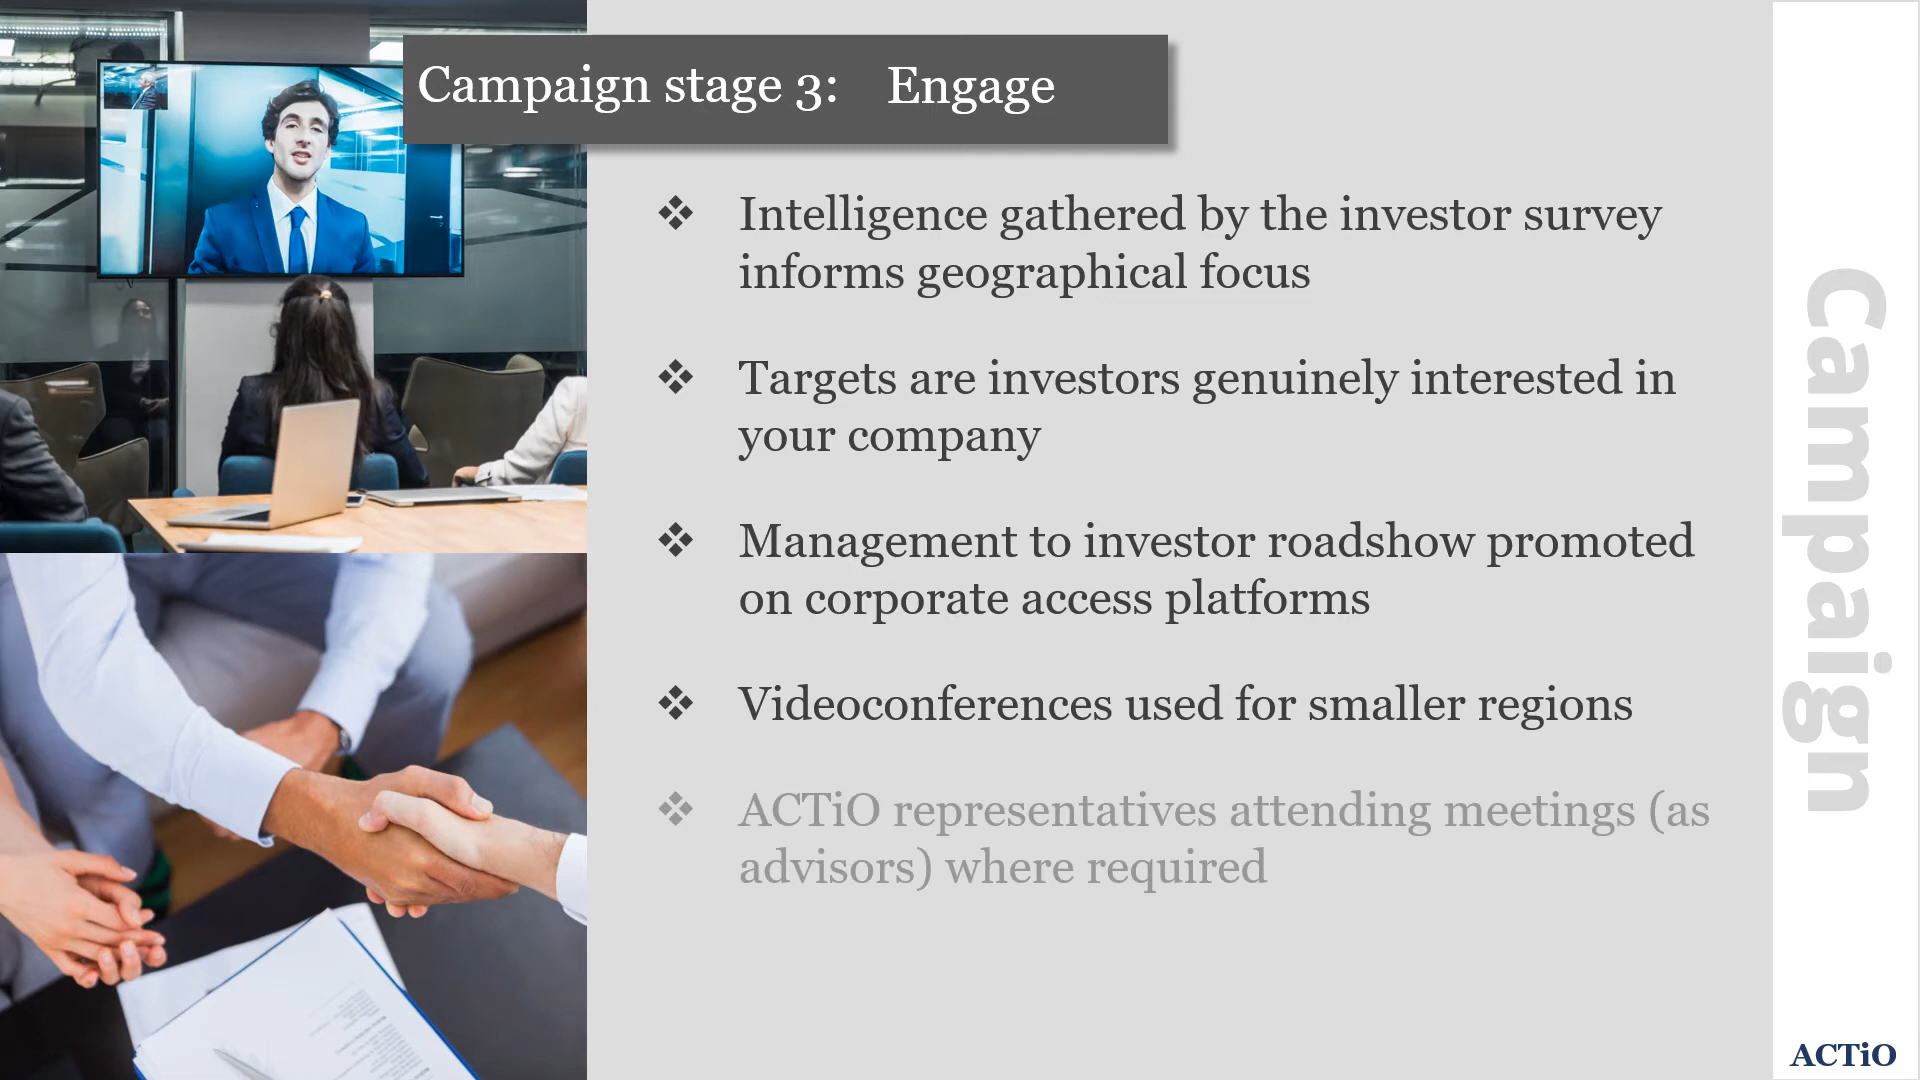 Campaign stage 3: Engage
❖ Intelligence gathered by the investor survey
informs geographical focus
❖ Targets are investors genuinely interested in
your company
❖ Management to investor roadshow promoted
on corporate access platforms
❖ Videoconferences used for smaller regions
❖ ACTiO representatives attending meetings (as
advisors) where required
Campaign
ACTiO